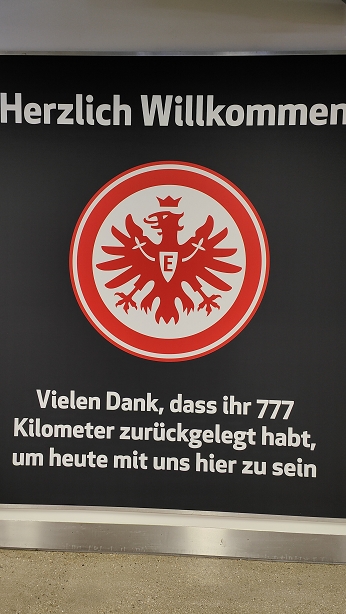 Herzlich Willkommen
E
Vielen Dank, dass ihr 777
Kilometer zurückgelegt habt,
um heute mit uns hier zu sein